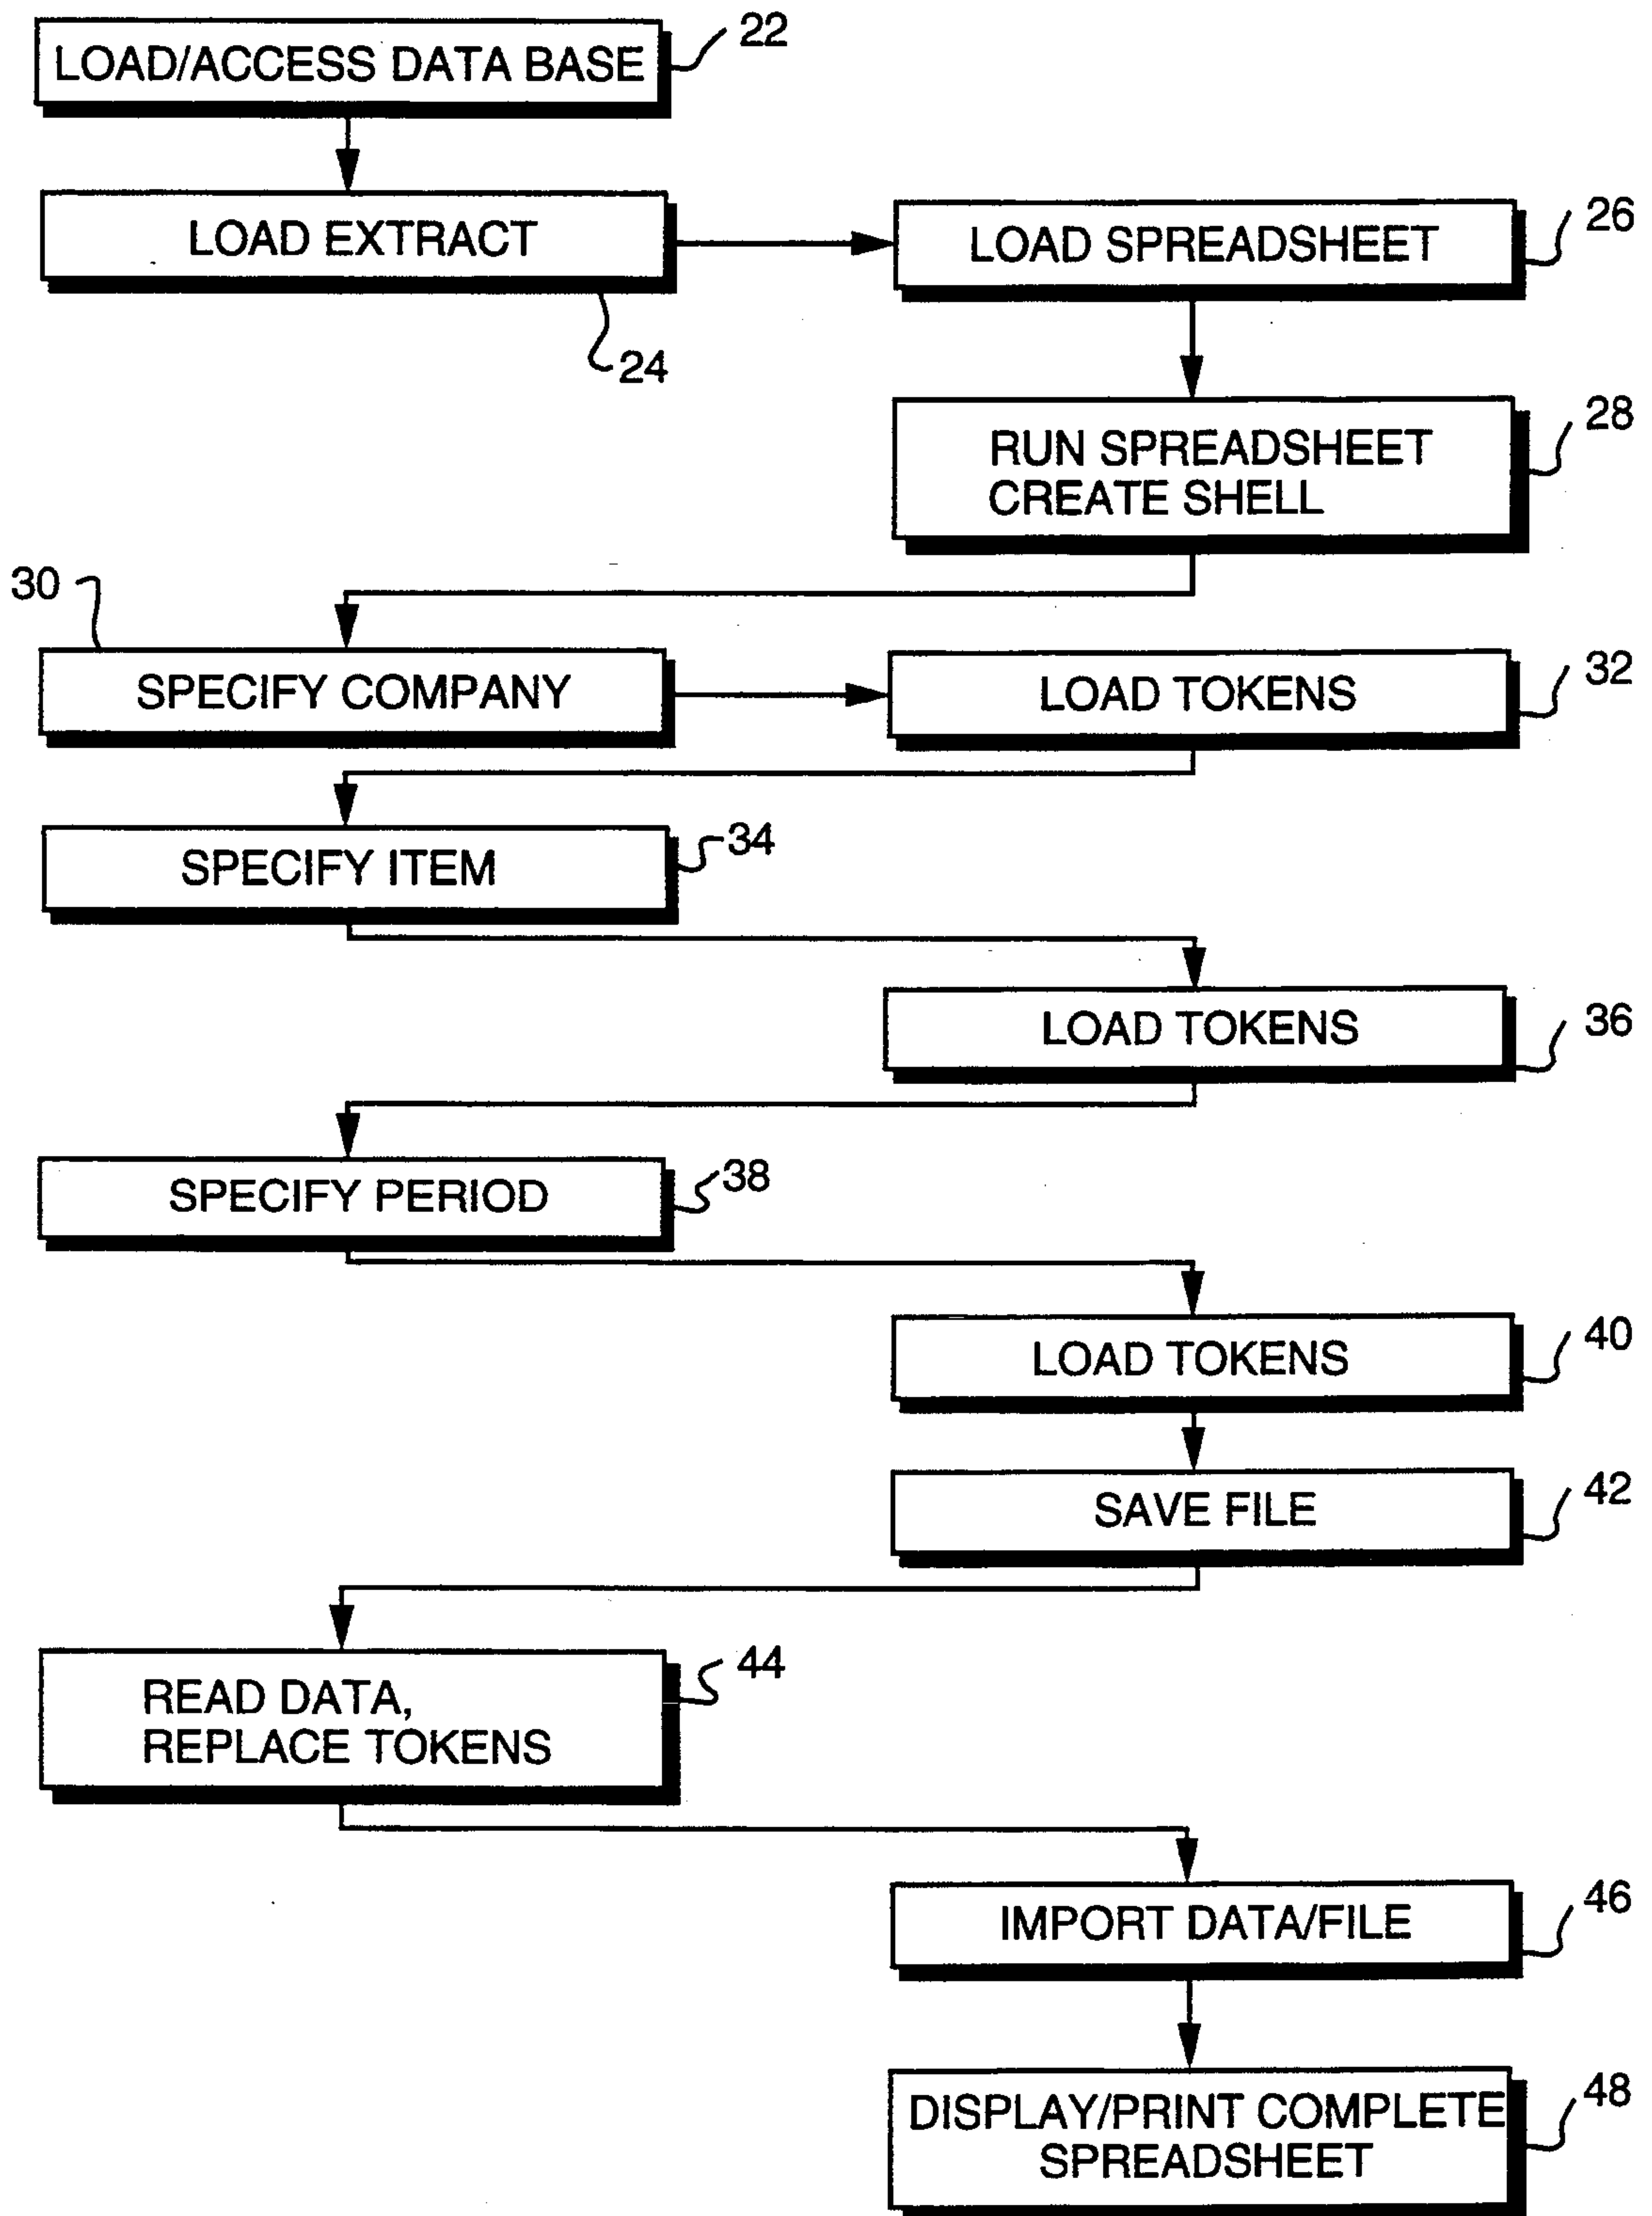 LOAD/ACCESS DATA BASE
22
LOAD EXTRACT
24
LOAD SPREADSHEET
26
RUN SPREADSHEET
CREATE SHELL
28
30
SPECIFY COMPANY
LOAD TOKENS
32
SPECIFY ITEM
34
LOAD TOKENS
36
SPECIFY PERIOD
38
LOAD TOKENS
40
SAVE FILE
42
READ DATA,
REPLACE TOKENS
44
IMPORT DATA/FILE
46
DISPLAY/PRINT COMPLETE
SPREADSHEET
48